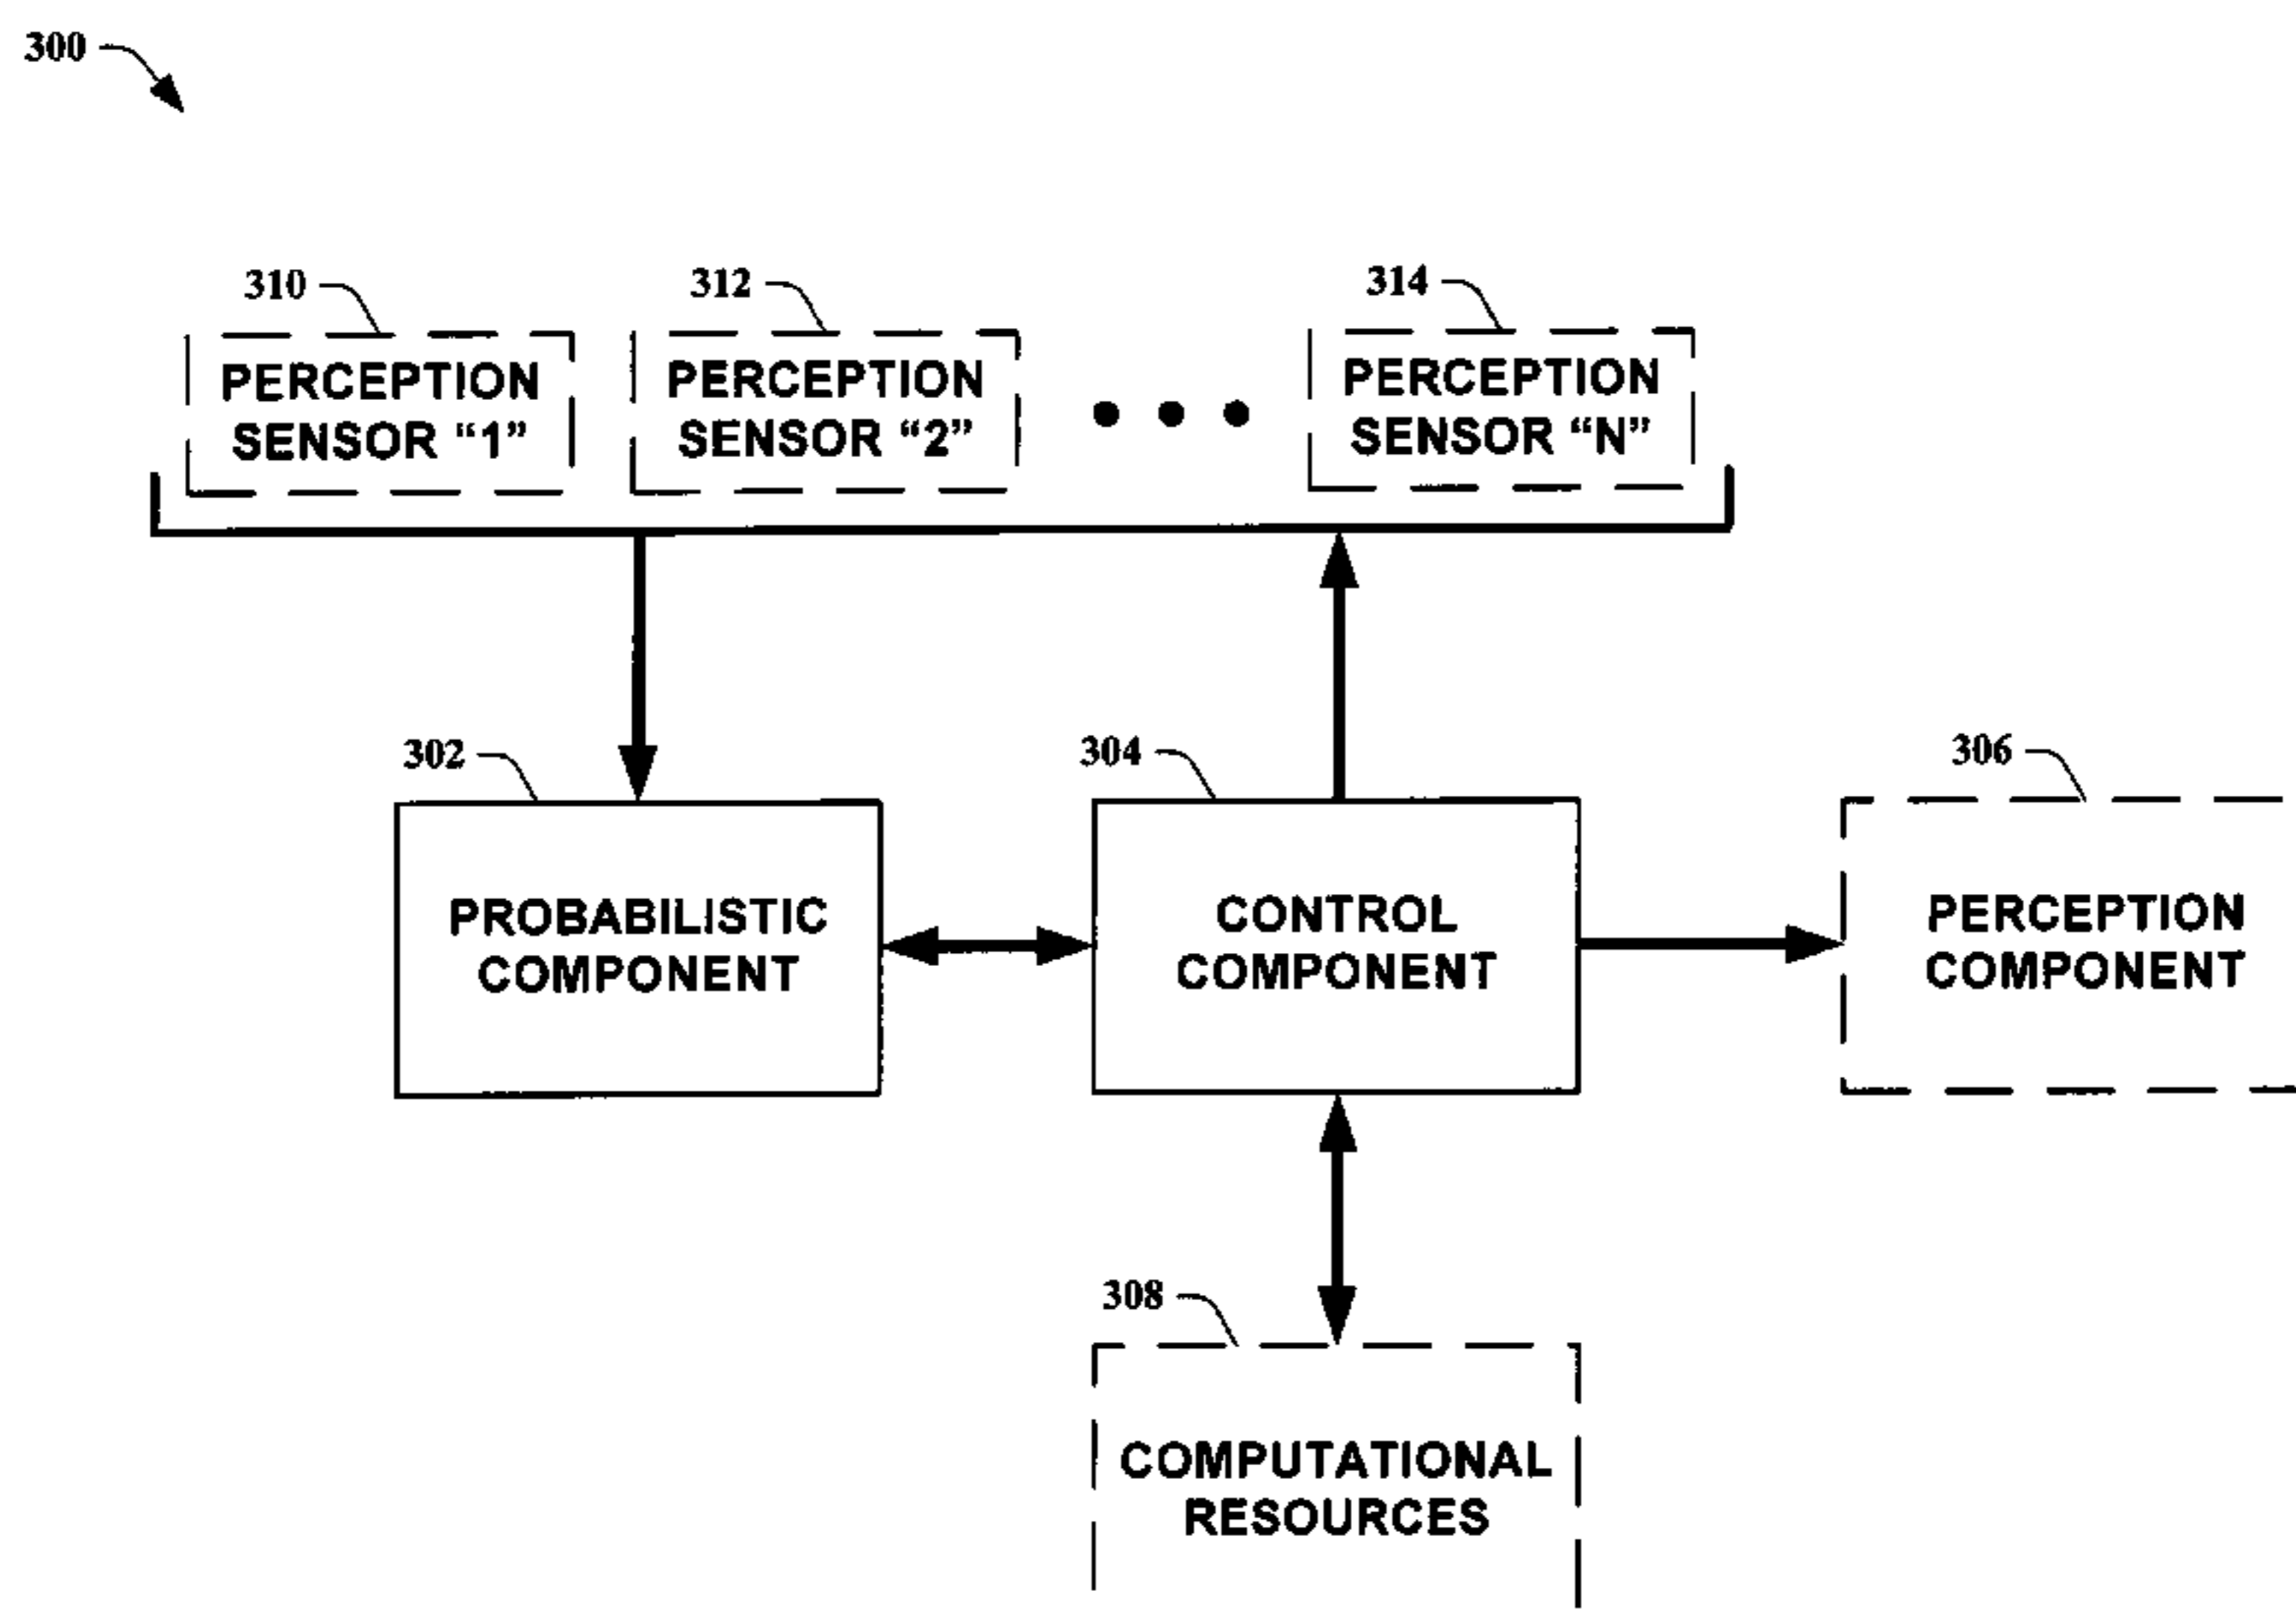 300
310
312
314
PERCEPTION
SENSOR “1”
PERCEPTION
SENSOR “2”
PERCEPTION
SENSOR “N”
302
304
306
PROBABILISTIC
COMPONENT
CONTROL
COMPONENT
PERCEPTION
COMPONENT
308
COMPUTATIONAL
RESOURCES